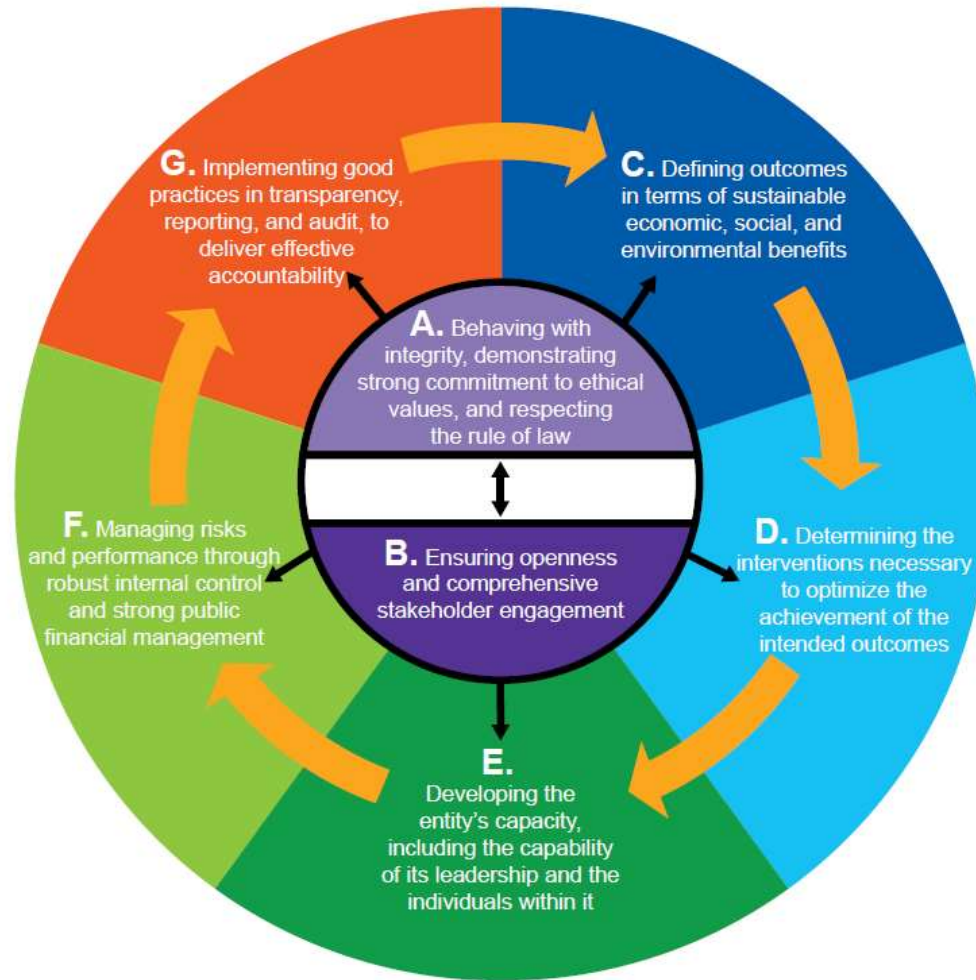 A. Behaving with
integrity, demonstrating
strong commitment to ethical
values, and respecting
the rule of law
B. Ensuring openness
and comprehensive
stakeholder engagement
C. Defining outcomes
in terms of sustainable
economic, social, and
environmental benefits
D. Determining the
interventions necessary
to optimize the
achievement of the
intended outcomes
E.
Developing the
entity's capacity,
including the capability
of its leadership and the
individuals within it
F. Managing risks
and performance through
robust internal control
and strong public
financial management
G. Implementing good
practices in transparency,
reporting, and audit, to
deliver effective
accountability